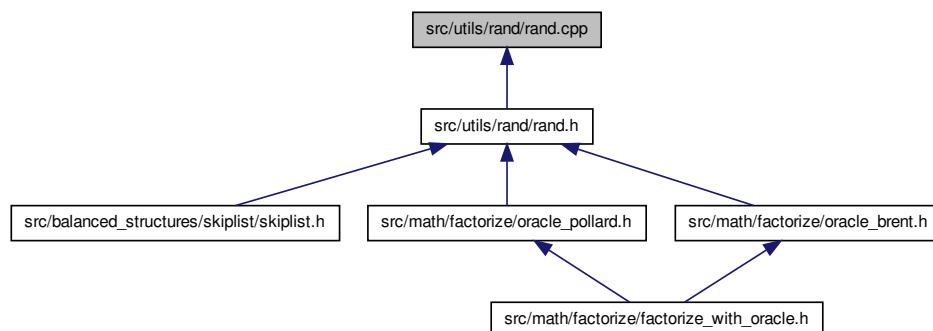 src/utils/rand/rand.cpp
src/utils/rand/rand.h
src/balanced_structures/skiplist/skiplist.h
src/math/factorize/oracle_pollard.h
src/math/factorize/oracle_brent.h
src/math/factorize/factorize_with_oracle.h